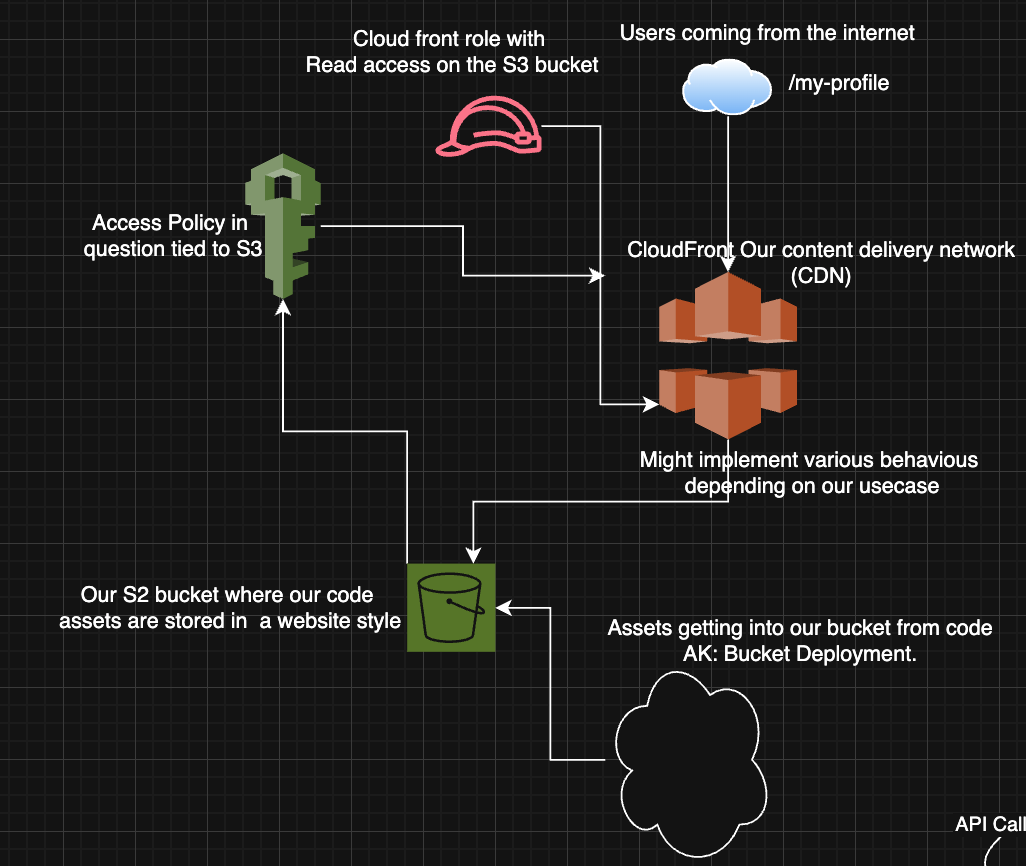 Cloud front role with
Read access on the S3 bucket
Users coming from the internet
/my-profile
Access Policy in
question tied to S3
CloudFront Our content delivery network
(CDN)
Might implement various behavious
depending on our usecase
Our S2 bucket where our code
assets are stored in a website style
Assets getting into our bucket from code
AK: Bucket Deployment.
API Call